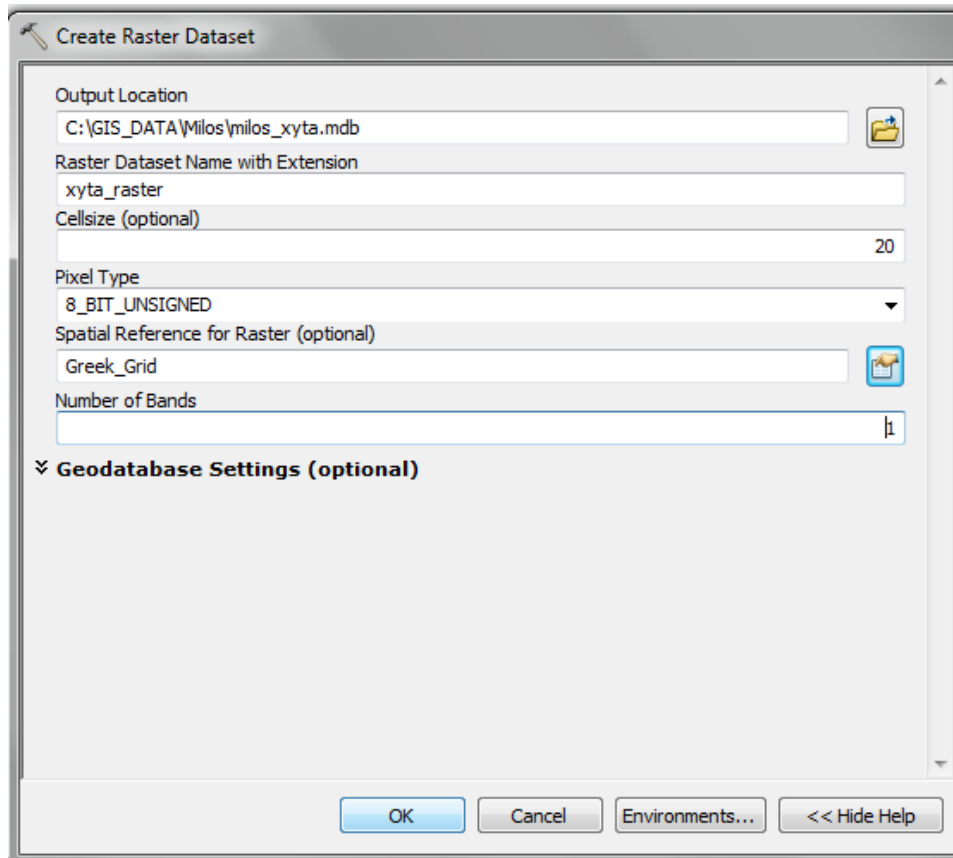 Create Raster Dataset
Output Location
C:\GIS_DATA\Milos\milos_xyta.mdb
Raster Dataset Name with Extension
xyta_raster
Cellsize (optional)
20
Pixel Type
8_BIT_UNSIGNED
Spatial Reference for Raster (optional)
Greek_Grid
Number of Bands
1
Geodatabase Settings (optional)
OK Cancel Environments... << Hide Help